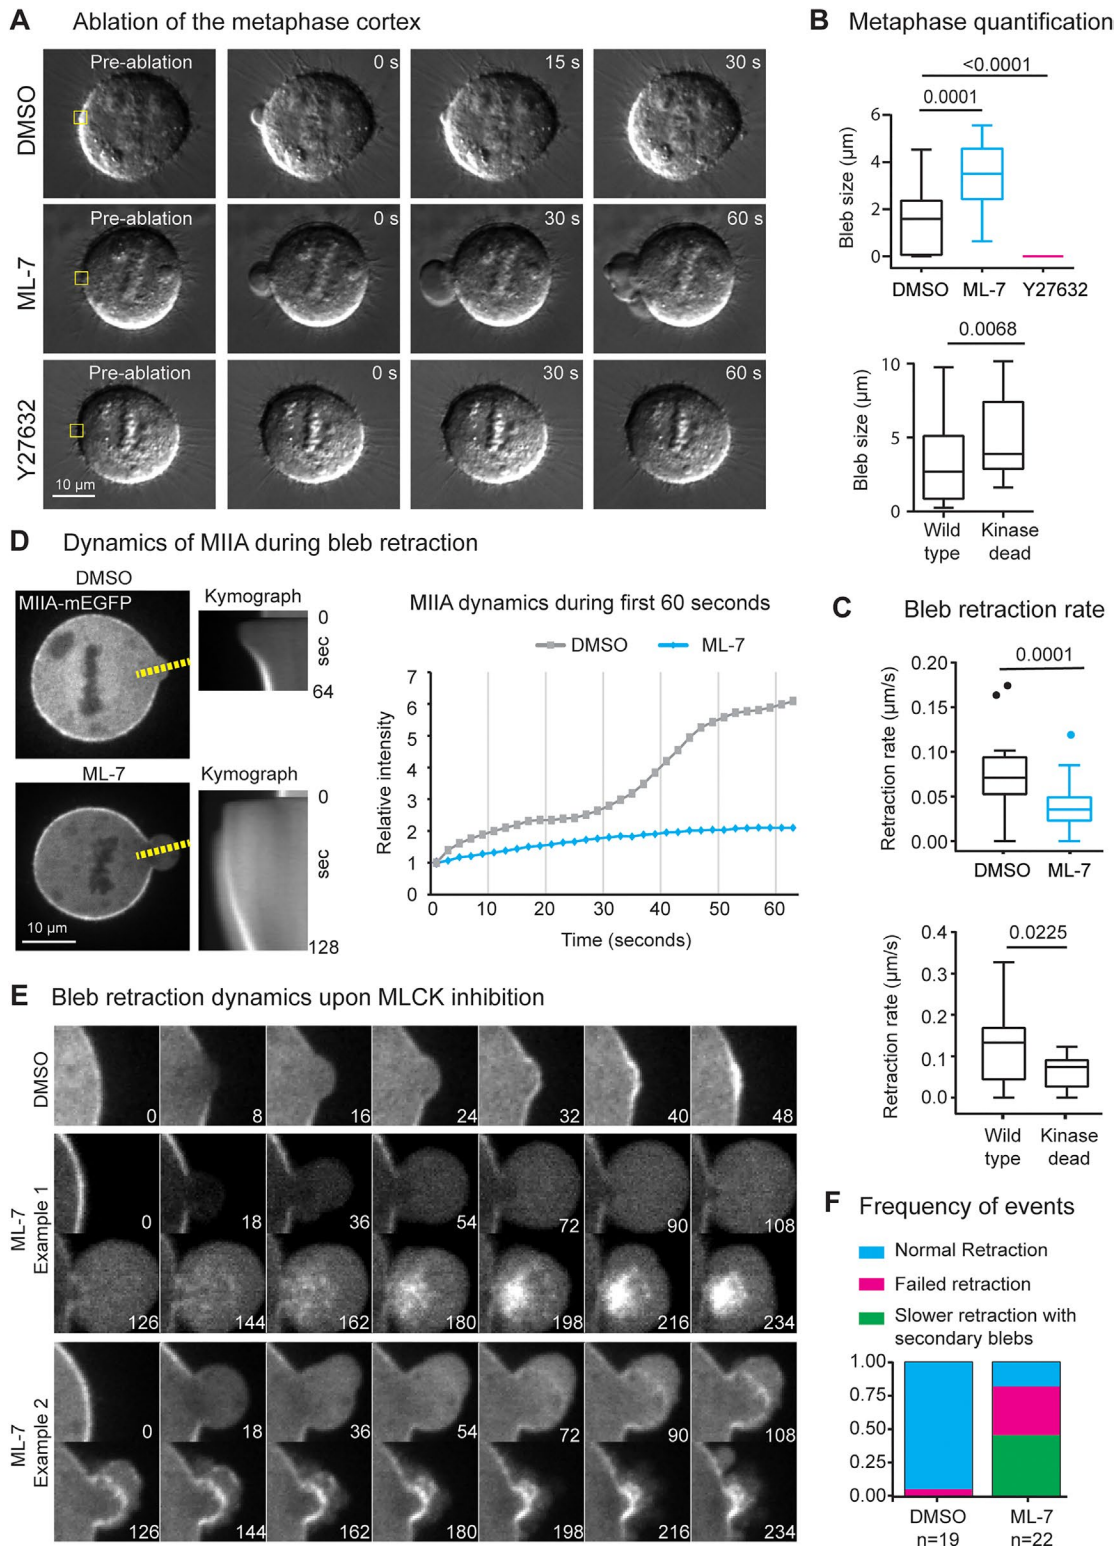 A Ablation of the metaphase cortex
DMSO
Pre-ablation
0 s
15 s
30 s
ML-7
Pre-ablation
0 s
30 s
60 s
Y27632
Pre-ablation
0 s
30 s
60 s
10 µm
B Metaphase quantification
<0.0001
0.0001
Bleb size (µm)
6
4
2
0
DMSO ML-7 Y27632
0.0068
Bleb size (µm)
10
5
0
Wild type
Kinase dead
C Bleb retraction rate
0.0001
Retraction rate (µm/s)
0.20
0.15
0.10
0.05
0.00
DMSO ML-7
0.0225
Retraction rate (µm/s)
0.4
0.3
0.2
0.1
0.0
Wild type
Kinase dead
D Dynamics of MIIA during bleb retraction
DMSO
MIIA-mEGFP
Kymograph
0
sec
64
ML-7
10 µm
Kymograph
0
sec
128
MIIA dynamics during first 60 seconds
DMSO ML-7
Relative intensity
7
6
5
4
3
2
1
0
0 10 20 30 40 50 60
Time (seconds)
E Bleb retraction dynamics upon MLCK inhibition
DMSO
0 8 16 24 32 40 48
ML-7
Example 1
0 18 36 54 72 90 108
126 144 162 180 198 216 234
ML-7
Example 2
0 18 36 54 72 90 108
126 144 162 180 198 216 234
F Frequency of events
Normal Retraction
Failed retraction
Slower retraction with
secondary blebs
1.00
0.75
0.50
0.25
0.00
DMSO
n=19
ML-7
n=22